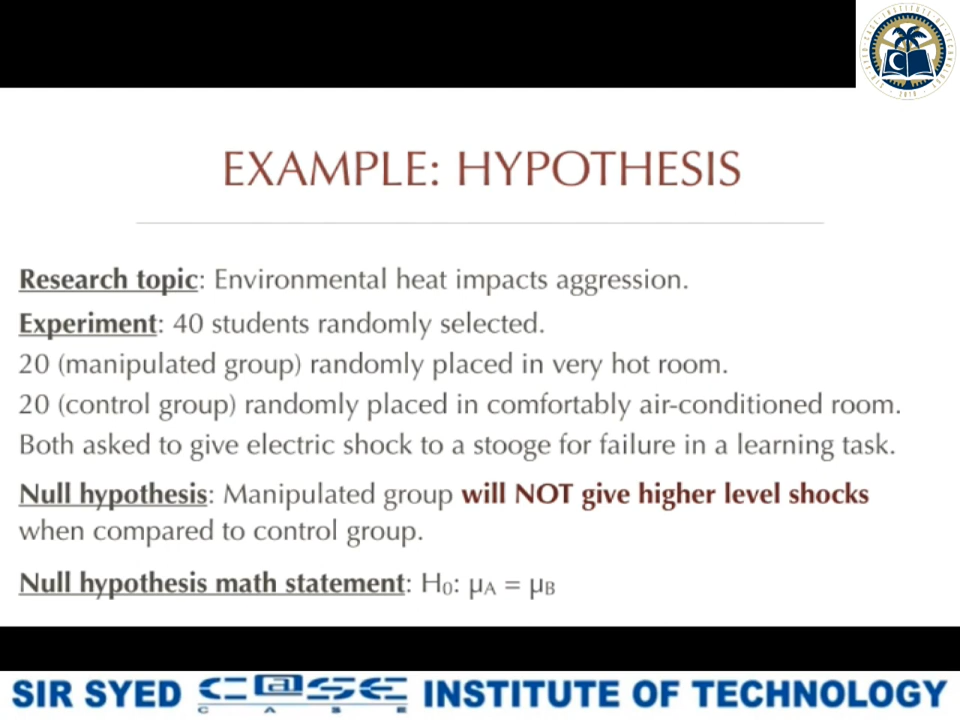 EXAMPLE: HYPOTHESIS
Research topic: Environmental heat impacts aggression.
Experiment: 40 students randomly selected.
20 (manipulated group) randomly placed in very hot room.
20 (control group) randomly placed in comfortably air-conditioned room.
Both asked to give electric shock to a stooge for failure in a learning task.
Null hypothesis: Manipulated group will NOT give higher level shocks
when compared to control group.
Null hypothesis math statement: H₀: μA = μB
SIR SYED C@SE INSTITUTE OF TECHNOLOGY
C A S E